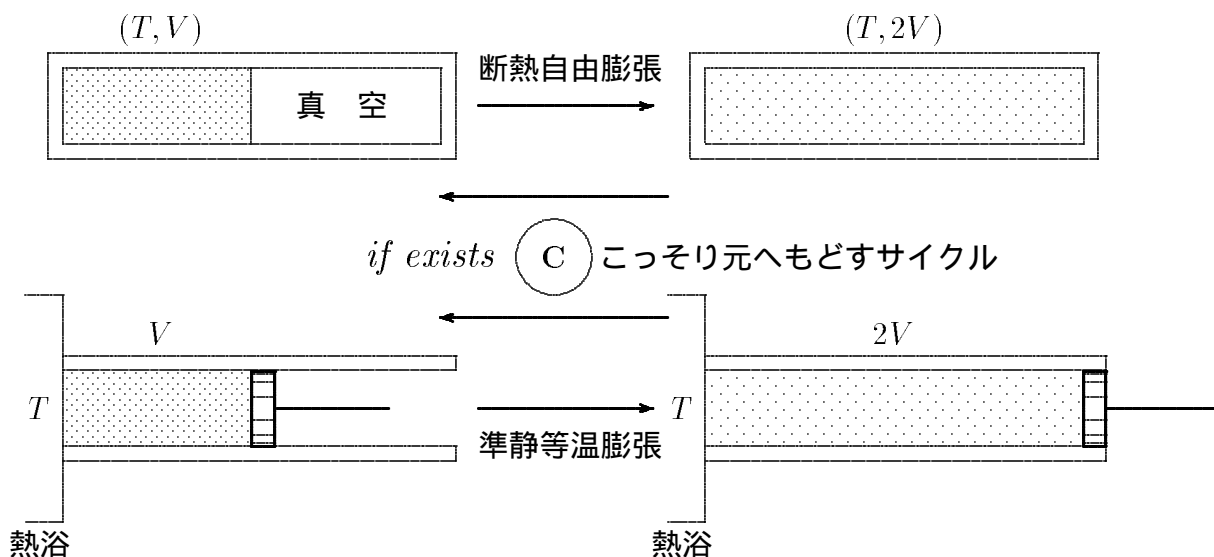 (T, V)
(T, 2V)
断熱自由膨張
真 空
if exists C こっそり元へもどすサイクル
V
2V
T
T
準静等温膨張
熱浴
熱浴